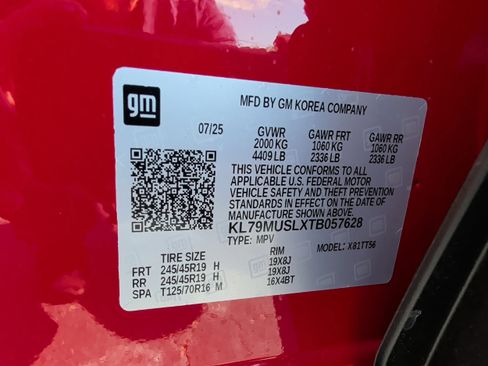 gm
MFD BY GM KOREA COMPANY
07/25 GVWR GAWR FRT GAWR RR
2000 KG 1060 KG 1060 KG
4409 LB 2336 LB 2336 LB
THIS VEHICLE CONFORMS TO ALL
APPLICABLE U.S. FEDERAL MOTOR
VEHICLE SAFETY AND THEFT PREVENTION
STANDARDS IN EFFECT ON THE DATE OF
MANUFACTURE SHOWN ABOVE.
KL79MUSLXTB057628
TYPE: MPV MODEL: X81TT56
TIRE SIZE RIM
FRT 245/45R19 H 19X8J
RR 245/45R19 H 19X8J
SPA T125/70R16 M 16X4BT